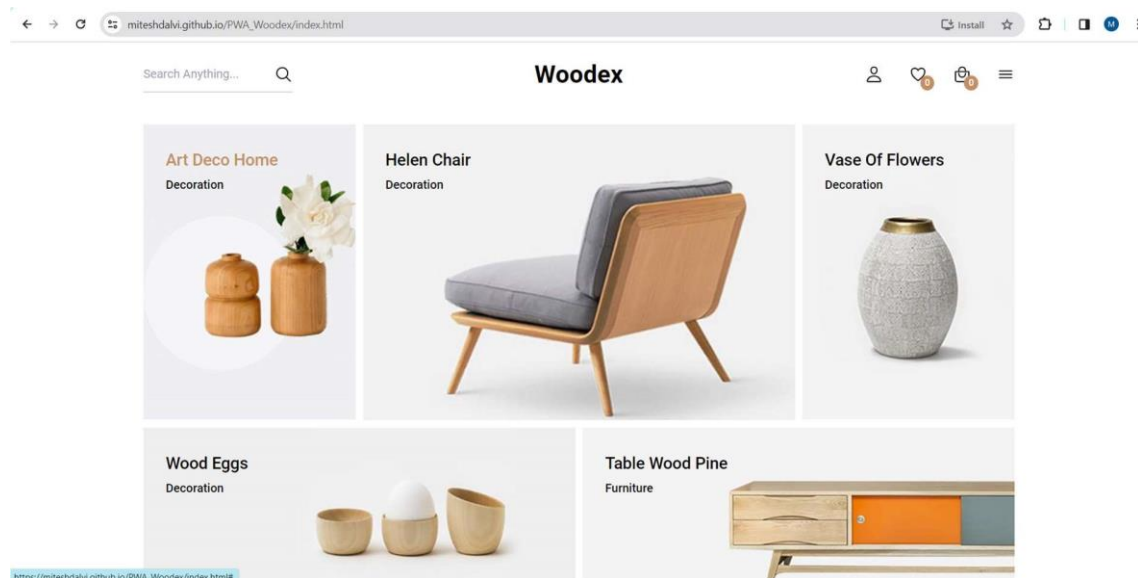 miteshdalvi.github.io/PWA_Woodex/index.html
Install
M
Search Anything...
Woodex
0
0
Art Deco Home
Decoration
Helen Chair
Decoration
Vase Of Flowers
Decoration
Wood Eggs
Decoration
Table Wood Pine
Furniture
https://miteshdalvi.github.io/PWA_Woodex/index.html#